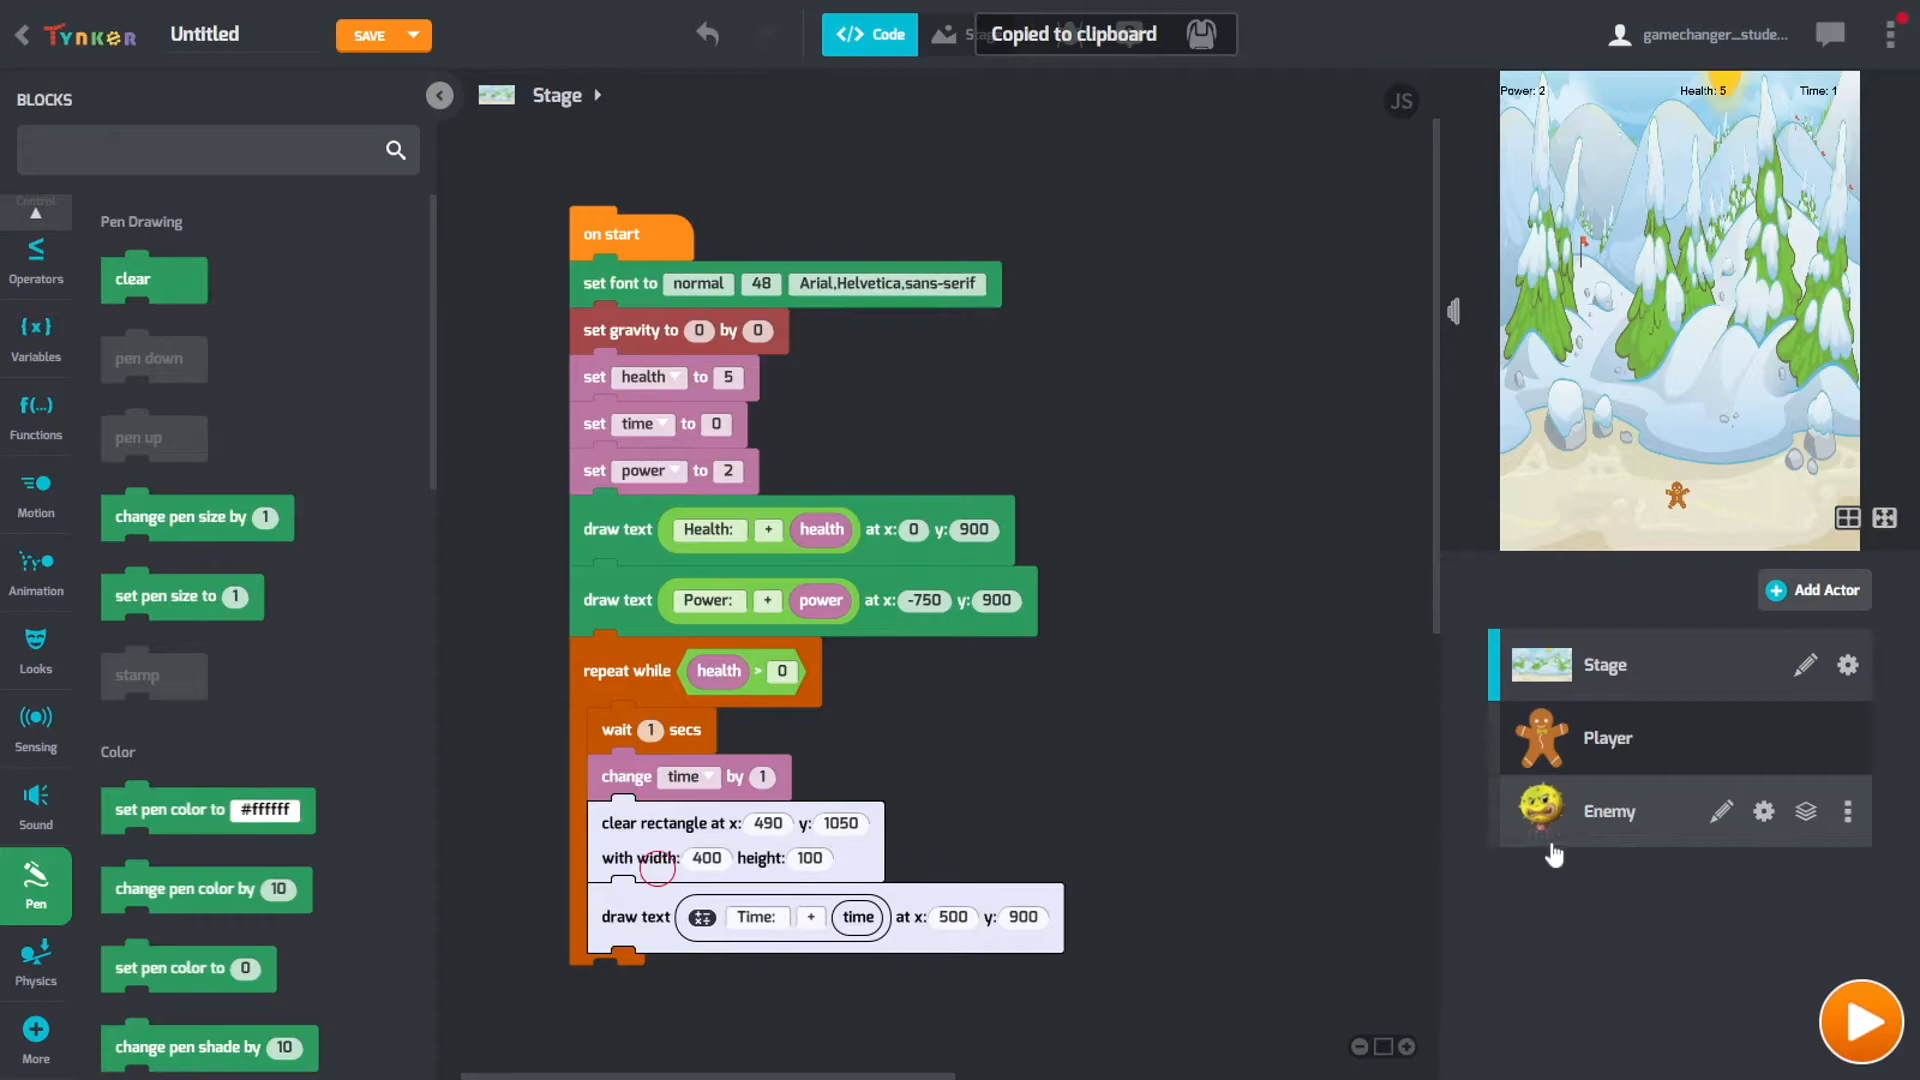 TYNKER
Untitled
SAVE
</> Code
Copied to clipboard
gamechanger_stude...
BLOCKS
Stage
JS
Control
Operators
{x}
Variables
f(...)
Functions
Motion
Animation
Looks
Sensing
Sound
Pen
Physics
More
Pen Drawing
clear
pen down
pen up
change pen size by 1
set pen size to 1
stamp
Color
set pen color to #ffffff
change pen color by 10
set pen color to 0
change pen shade by 10
on start
set font to normal 48 Arial,Helvetica,sans-serif
set gravity to 0 by 0
set health to 5
set time to 0
set power to 2
draw text Health: + health at x: 0 y: 900
draw text Power: + power at x: -750 y: 900
repeat while health > 0
wait 1 secs
change time by 1
clear rectangle at x: 490 y: 1050
with width: 400 height: 100
draw text Time: + time at x: 500 y: 900
Power: 2 Health: 5 Time: 1
Add Actor
Stage
Player
Enemy